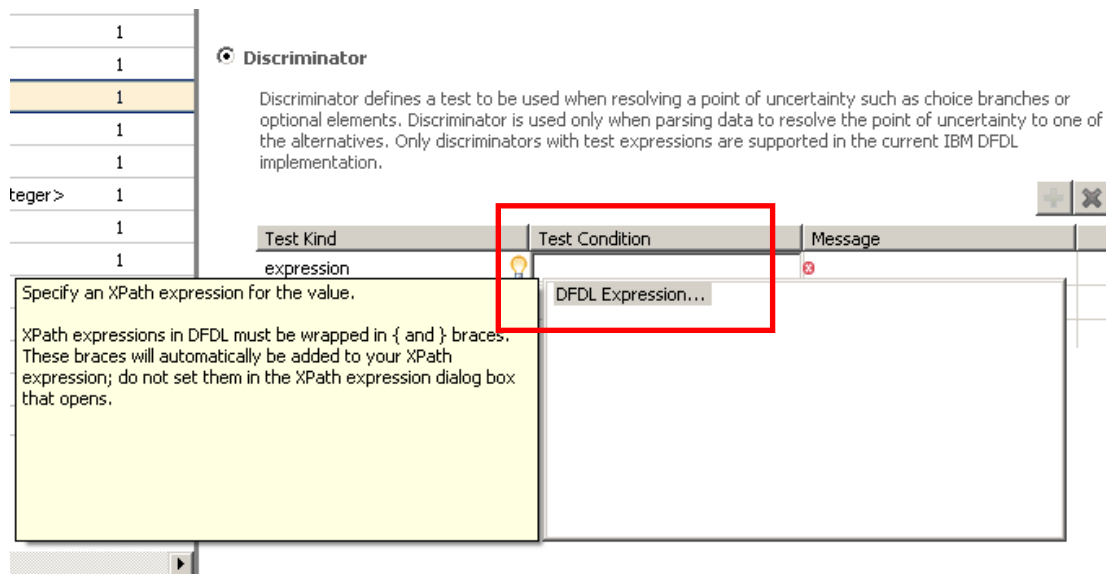 1
1
1
1
1
teger> 1
1
1
Discriminator
Discriminator defines a test to be used when resolving a point of uncertainty such as choice branches or
optional elements. Discriminator is used only when parsing data to resolve the point of uncertainty to one of
the alternatives. Only discriminators with test expressions are supported in the current IBM DFDL
implementation.
Test Kind Test Condition Message
expression
Specify an XPath expression for the value.
XPath expressions in DFDL must be wrapped in { and } braces.
These braces will automatically be added to your XPath
expression; do not set them in the XPath expression dialog box
that opens.
DFDL Expression...